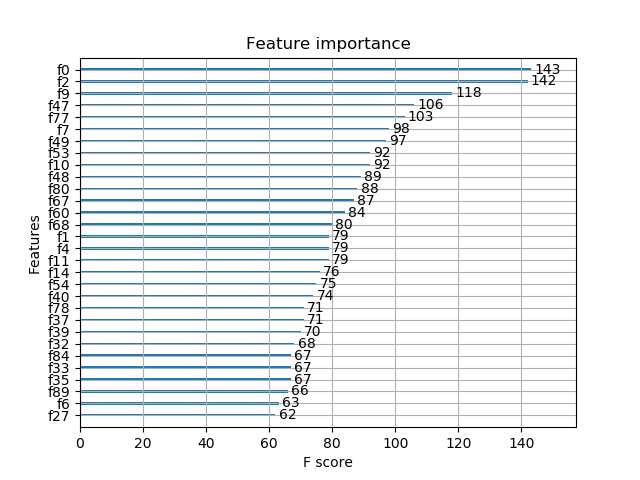 Feature importance
f0 143
f2 142
f9 118
f47 106
f77 103
f7 98
f49 97
f53 92
f10 92
f48 89
f80 88
f67 87
f60 84
f68 80
f1 79
f4 79
f11 79
f14 76
f54 75
f40 74
f78 71
f37 71
f39 70
f32 68
f84 67
f33 67
f35 67
f89 66
f6 63
f27 62
0 20 40 60 80 100 120 140
F score
Features